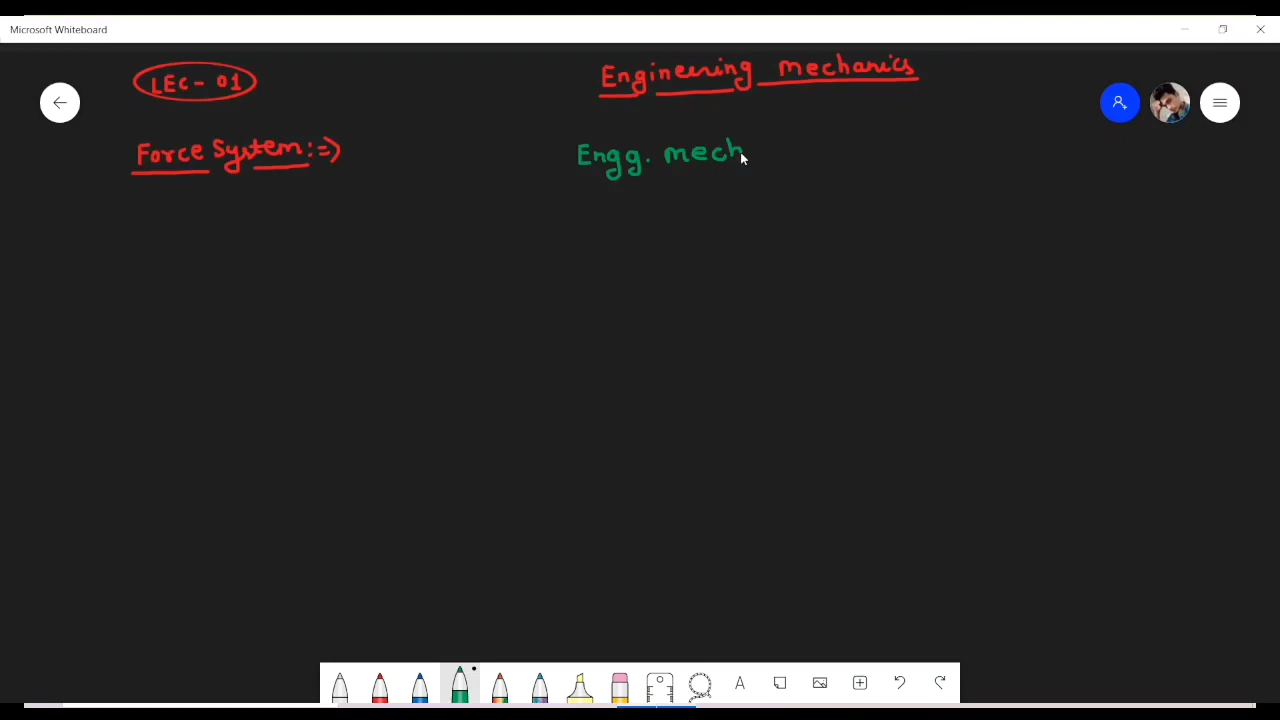 Microsoft Whiteboard
LEC - 01
Engineering mechanics
Force System :=>
Engg. mech
A